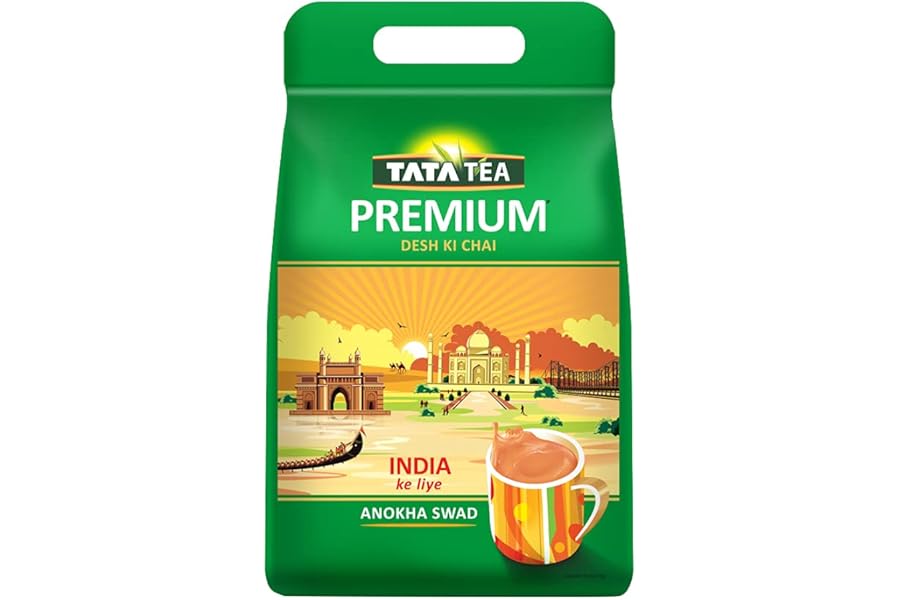 TATA TEA
PREMIUM
DESH KI CHAI
INDIA
ke liye
ANOKHA SWAD